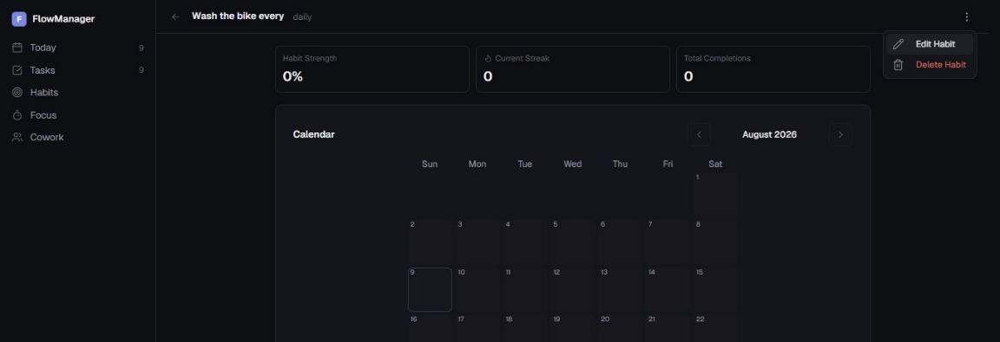 F FlowManager
Today 9
Tasks 9
Habits
Focus
Cowork
Wash the bike every daily
Edit Habit
Delete Habit
Habit Strength
0%
Current Streak
0
Total Completions
0
Calendar
August 2026
Sun Mon Tue Wed Thu Fri Sat
1
2 3 4 5 6 7 8
9 10 11 12 13 14 15
16 17 18 19 20 21 22